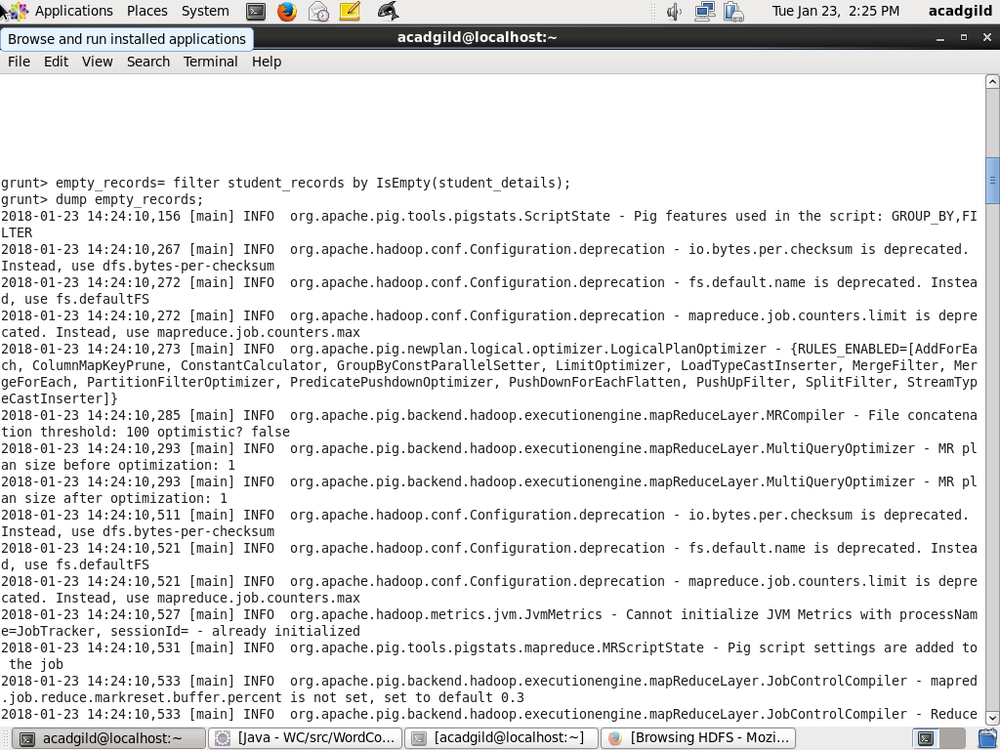 Applications Places System Tue Jan 23, 2:25 PM acadgild
Browse and run installed applications
acadgild@localhost:~
File Edit View Search Terminal Help
grunt> empty_records= filter student_records by IsEmpty(student_details);
grunt> dump empty_records;
2018-01-23 14:24:10,156 [main] INFO  org.apache.pig.tools.pigstats.ScriptState - Pig features used in the script: GROUP_BY,FI
LTER
2018-01-23 14:24:10,267 [main] INFO  org.apache.hadoop.conf.Configuration.deprecation - io.bytes.per.checksum is deprecated.
Instead, use dfs.bytes-per-checksum
2018-01-23 14:24:10,272 [main] INFO  org.apache.hadoop.conf.Configuration.deprecation - fs.default.name is deprecated. Instea
d, use fs.defaultFS
2018-01-23 14:24:10,272 [main] INFO  org.apache.hadoop.conf.Configuration.deprecation - mapreduce.job.counters.limit is depre
cated. Instead, use mapreduce.job.counters.max
2018-01-23 14:24:10,273 [main] INFO  org.apache.pig.newplan.logical.optimizer.LogicalPlanOptimizer - {RULES_ENABLED=[AddForEa
ch, ColumnMapKeyPrune, ConstantCalculator, GroupByConstParallelSetter, LimitOptimizer, LoadTypeCastInserter, MergeFilter, Mer
geForEach, PartitionFilterOptimizer, PredicatePushdownOptimizer, PushDownForEachFlatten, PushUpFilter, SplitFilter, StreamTyp
eCastInserter]}
2018-01-23 14:24:10,285 [main] INFO  org.apache.pig.backend.hadoop.executionengine.mapReduceLayer.MRCompiler - File concatena
tion threshold: 100 optimistic? false
2018-01-23 14:24:10,293 [main] INFO  org.apache.pig.backend.hadoop.executionengine.mapReduceLayer.MultiQueryOptimizer - MR pl
an size before optimization: 1
2018-01-23 14:24:10,293 [main] INFO  org.apache.pig.backend.hadoop.executionengine.mapReduceLayer.MultiQueryOptimizer - MR pl
an size after optimization: 1
2018-01-23 14:24:10,511 [main] INFO  org.apache.hadoop.conf.Configuration.deprecation - io.bytes.per.checksum is deprecated.
Instead, use dfs.bytes-per-checksum
2018-01-23 14:24:10,521 [main] INFO  org.apache.hadoop.conf.Configuration.deprecation - fs.default.name is deprecated. Instea
d, use fs.defaultFS
2018-01-23 14:24:10,521 [main] INFO  org.apache.hadoop.conf.Configuration.deprecation - mapreduce.job.counters.limit is depre
cated. Instead, use mapreduce.job.counters.max
2018-01-23 14:24:10,527 [main] INFO  org.apache.hadoop.metrics.jvm.JvmMetrics - Cannot initialize JVM Metrics with processNam
e=JobTracker, sessionId= - already initialized
2018-01-23 14:24:10,531 [main] INFO  org.apache.pig.tools.pigstats.mapreduce.MRScriptState - Pig script settings are added to
 the job
2018-01-23 14:24:10,533 [main] INFO  org.apache.pig.backend.hadoop.executionengine.mapReduceLayer.JobControlCompiler - mapred
.job.reduce.markreset.buffer.percent is not set, set to default 0.3
2018-01-23 14:24:10,533 [main] INFO  org.apache.pig.backend.hadoop.executionengine.mapReduceLayer.JobControlCompiler - Reduce
acadgild@localhost:~ [Java - WC/src/WordCo... [acadgild@localhost:~] [Browsing HDFS - Mozi...